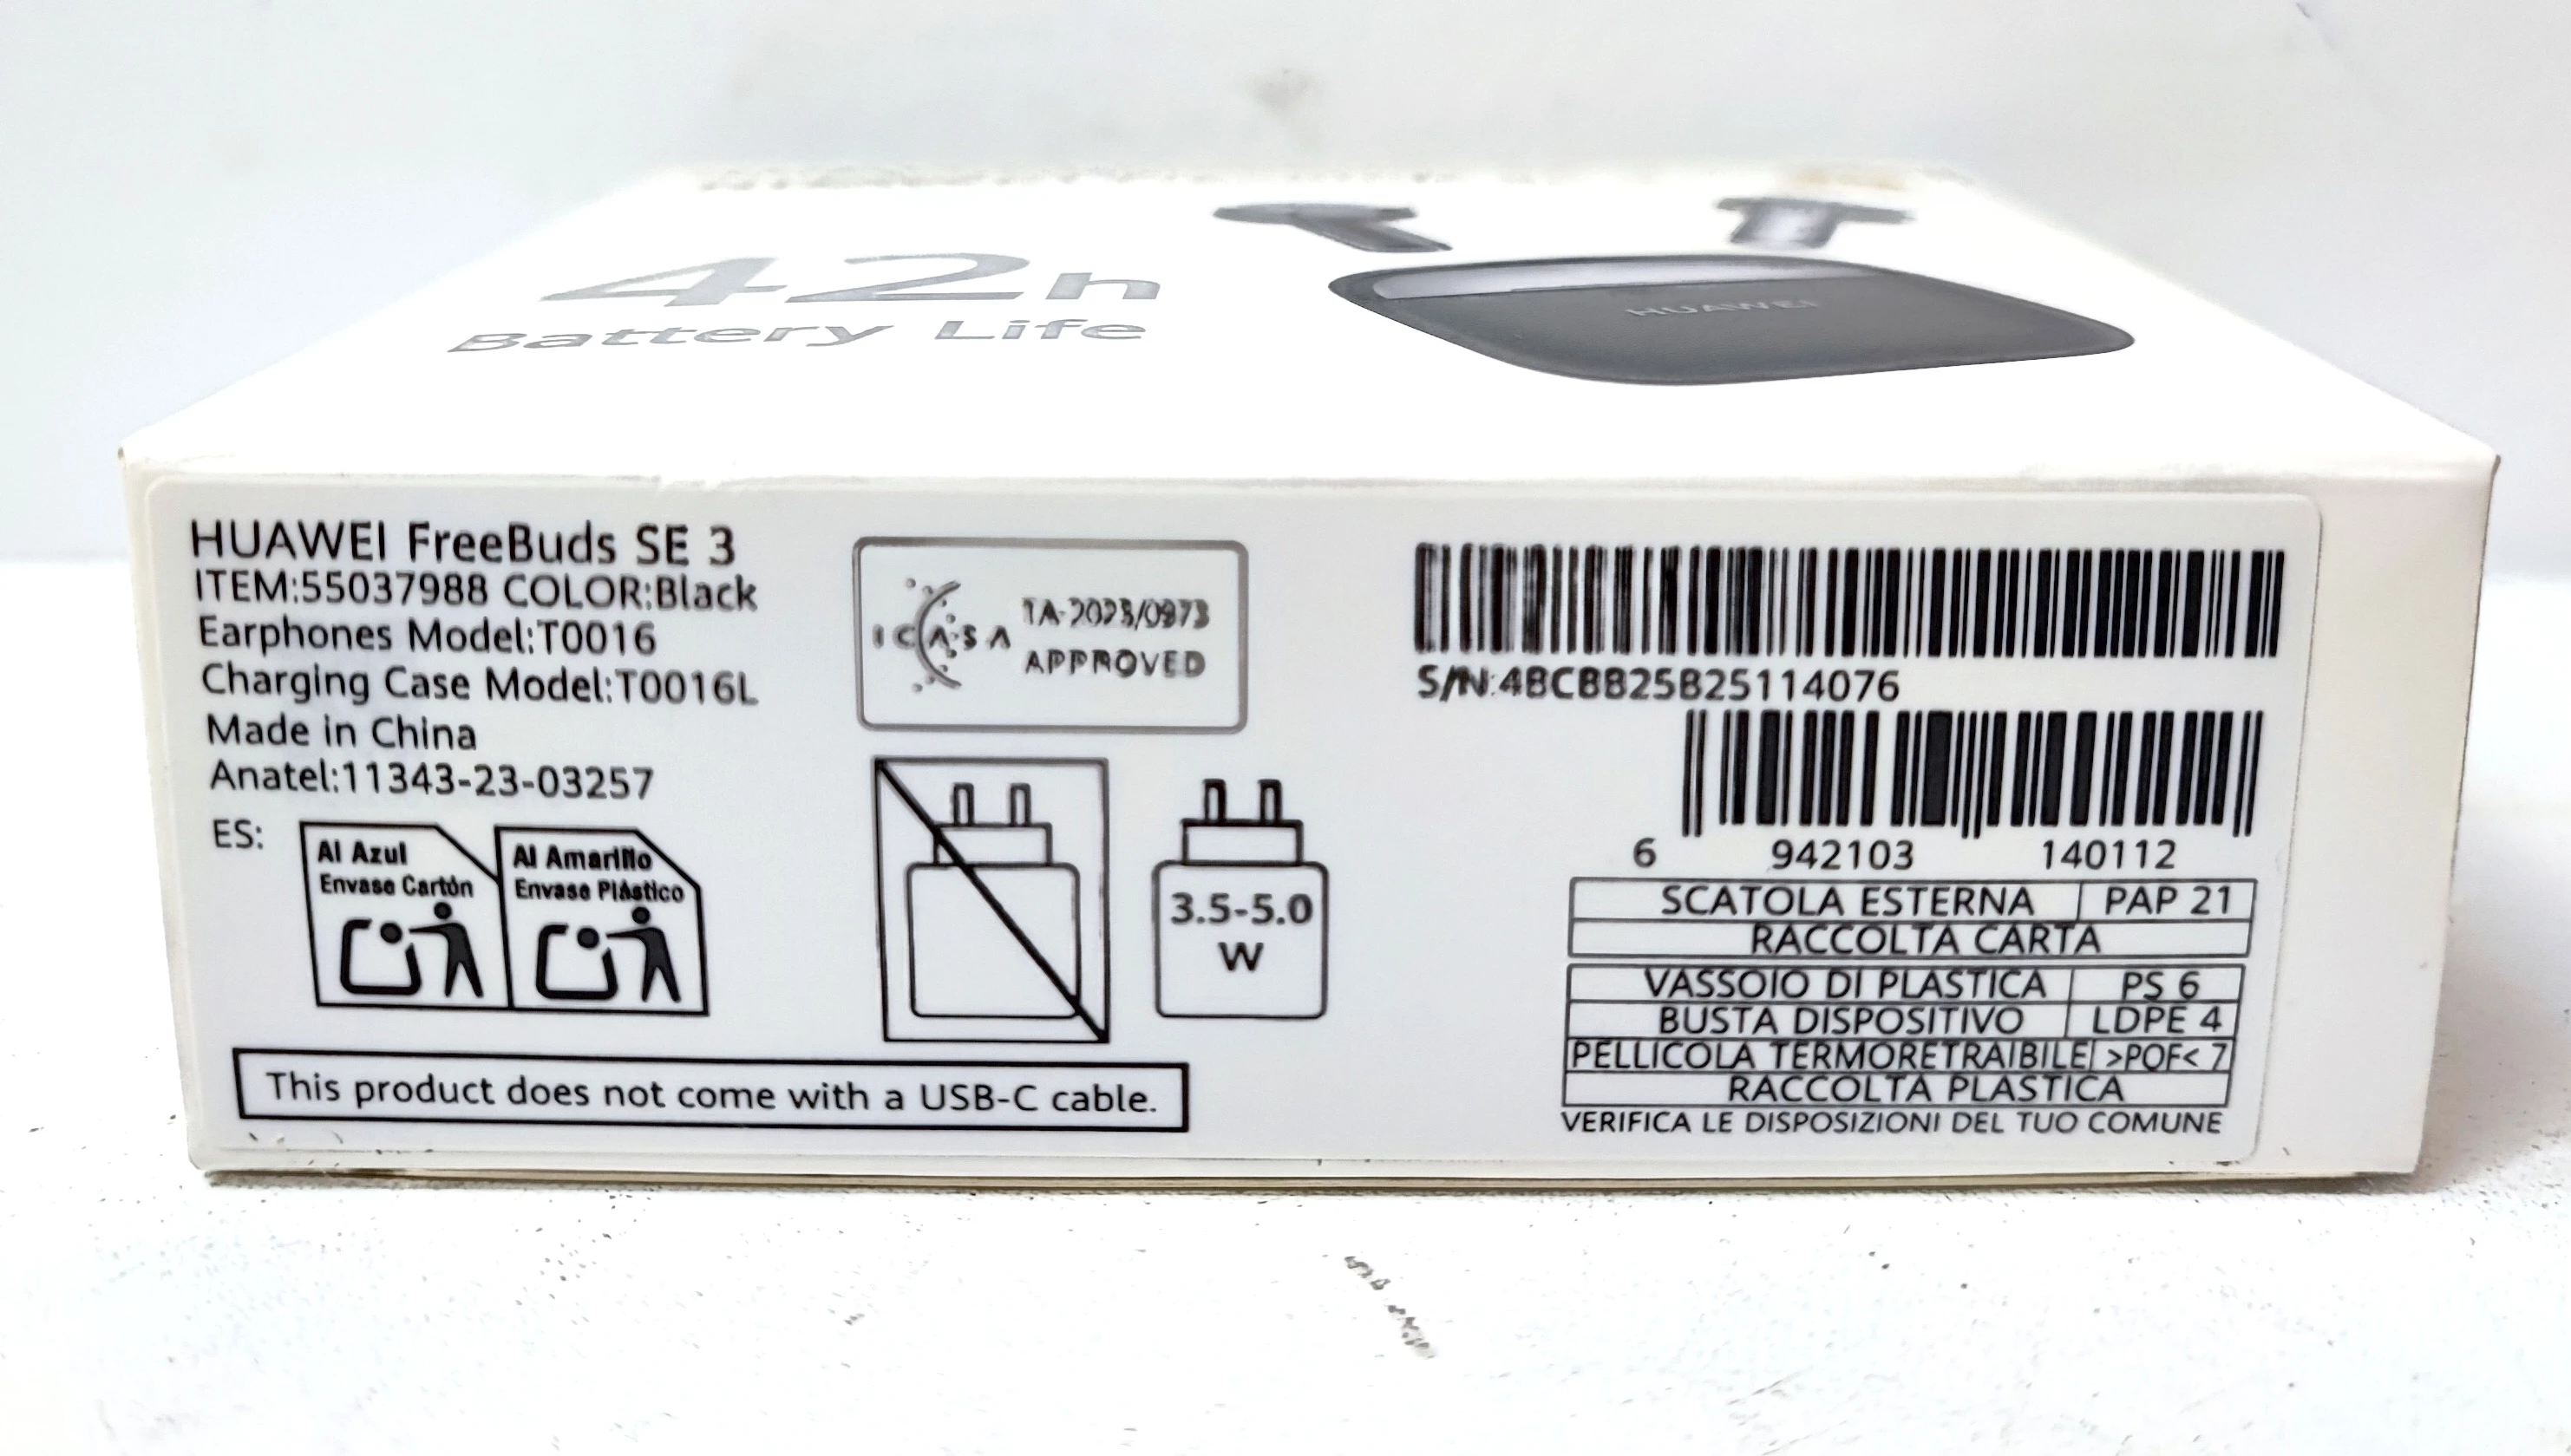 42h
Battery Life
HUAWEI
HUAWEI FreeBuds SE 3
ITEM:55037988 COLOR:Black
Earphones Model:T0016
Charging Case Model:T0016L
Made in China
Anatel:11343-23-03257
ES:
Al Azul
Envase Cartón
Al Amarillo
Envase Plástico
This product does not come with a USB-C cable.
ICASA
TA-2023/0973
APPROVED
3.5-5.0
W
S/N:4BCBB25B25114076
6 942103 140112
SCATOLA ESTERNA PAP 21
RACCOLTA CARTA
VASSOIO DI PLASTICA PS 6
BUSTA DISPOSITIVO LDPE 4
PELLICOLA TERMORETRAIBILE >POF< 7
RACCOLTA PLASTICA
VERIFICA LE DISPOSIZIONI DEL TUO COMUNE